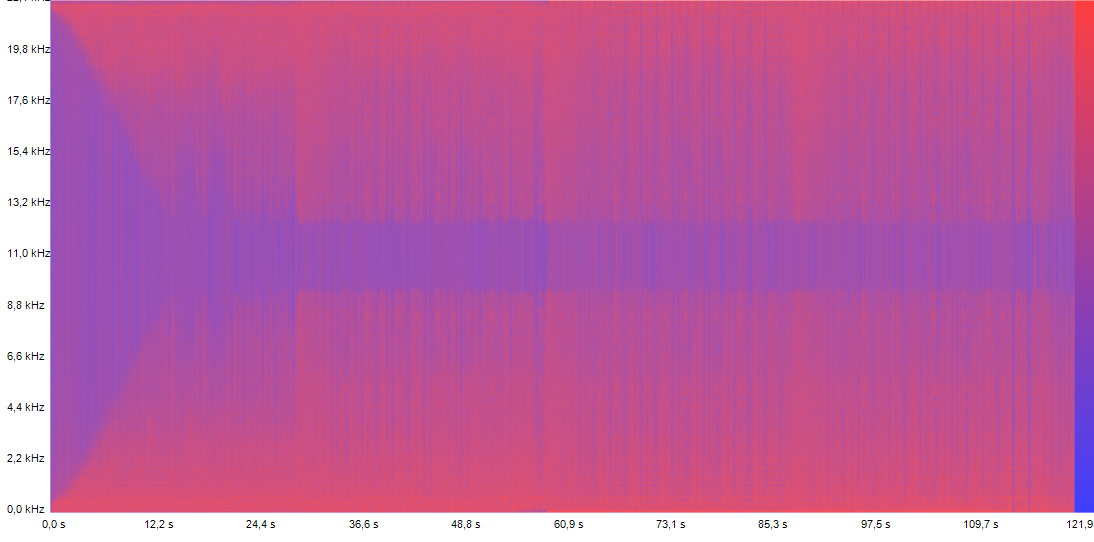 19,8 kHz
17,6 kHz
15,4 kHz
13,2 kHz
11,0 kHz
8,8 kHz
6,6 kHz
4,4 kHz
2,2 kHz
0,0 kHz
0,0 s 12,2 s 24,4 s 36,6 s 48,8 s 60,9 s 73,1 s 85,3 s 97,5 s 109,7 s 121,9